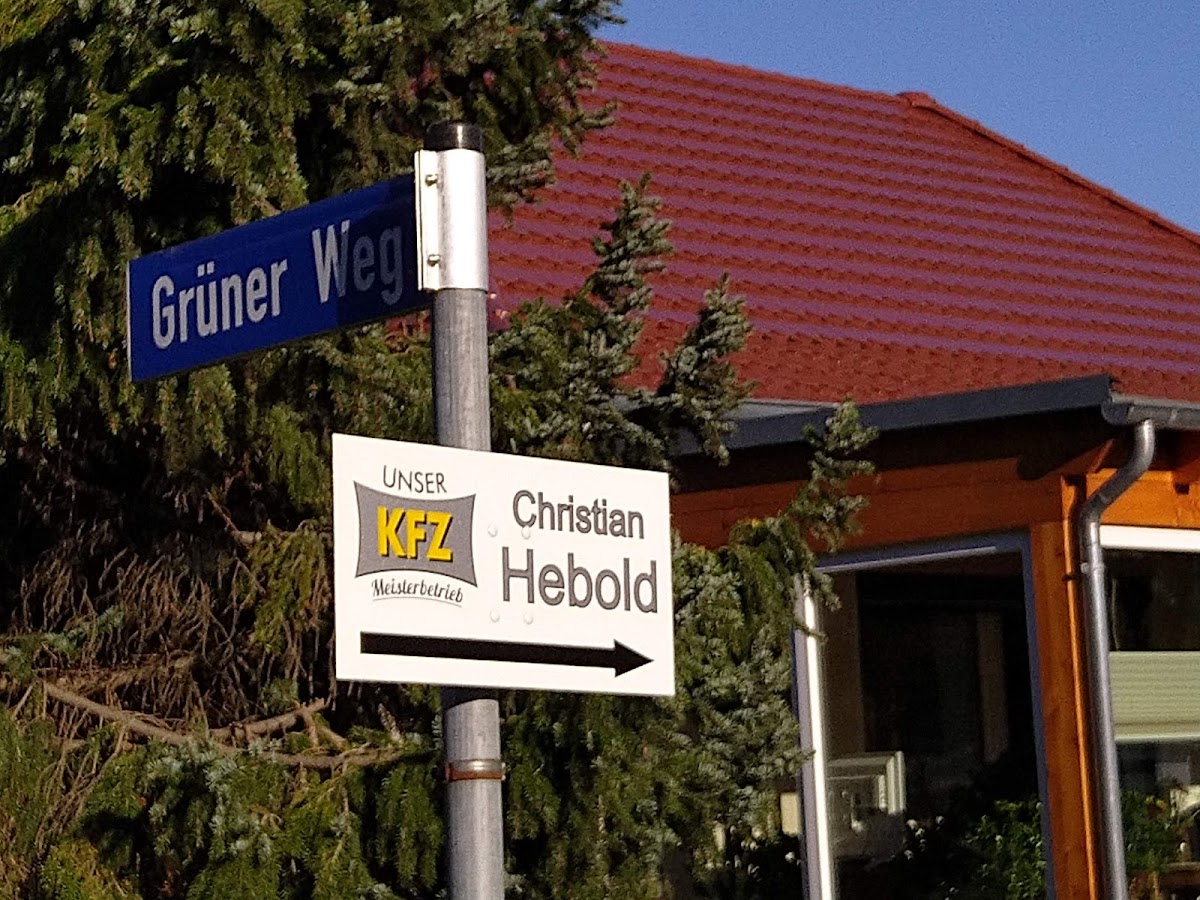 Grüner Weg
UNSER
KFZ
Meisterbetrieb
Christian
Hebold